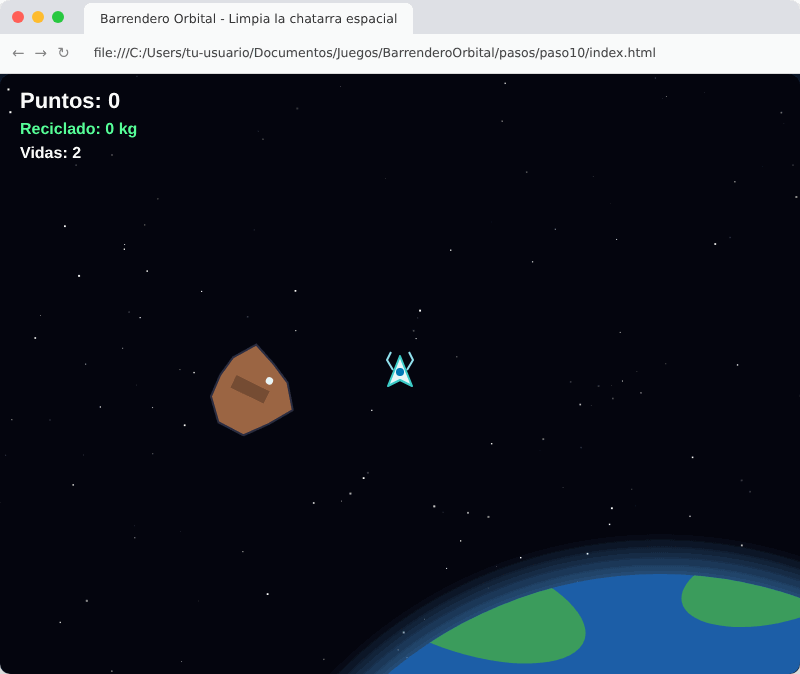 Barrendero Orbital - Limpia la chatarra espacial
file:///C:/Users/tu-usuario/Documentos/Juegos/BarrenderoOrbital/pasos/paso10/index.html
Puntos: 0
Reciclado: 0 kg
Vidas: 2